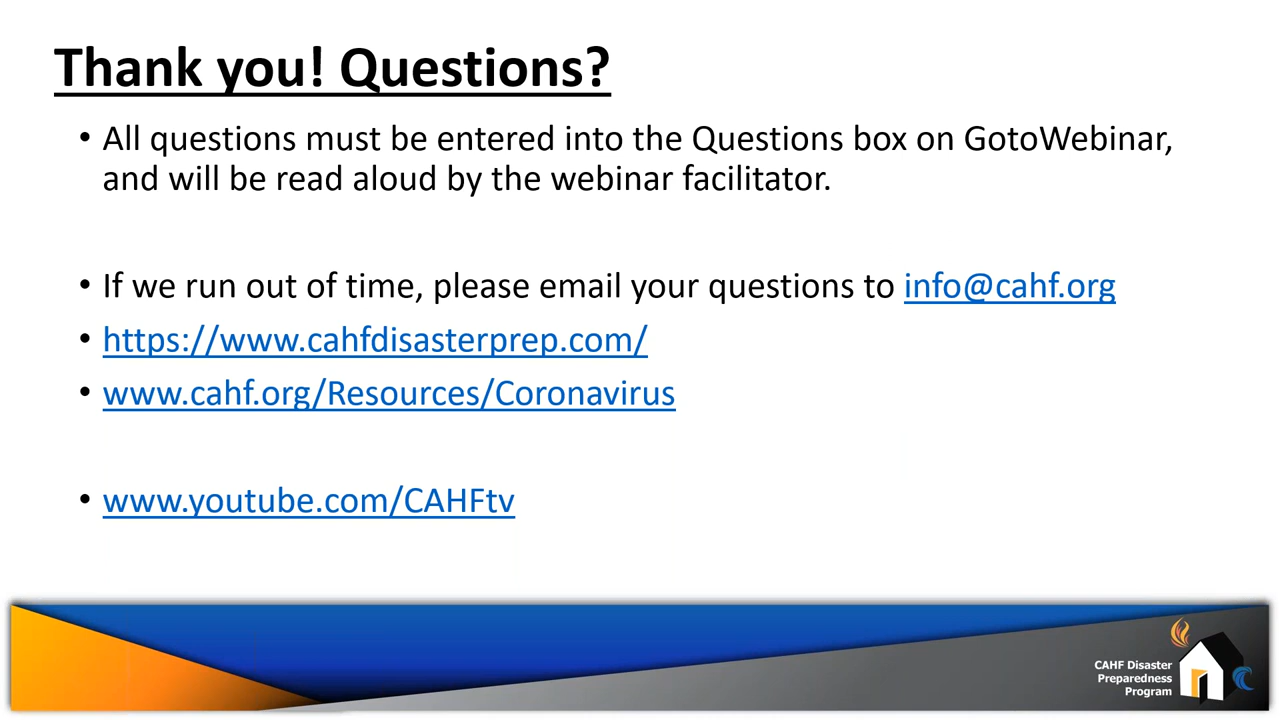 Thank you! Questions?
• All questions must be entered into the Questions box on GotoWebinar,
and will be read aloud by the webinar facilitator.
• If we run out of time, please email your questions to info@cahf.org
• https://www.cahfdisasterprep.com/
• www.cahf.org/Resources/Coronavirus
• www.youtube.com/CAHFtv
CAHF Disaster
Preparedness
Program